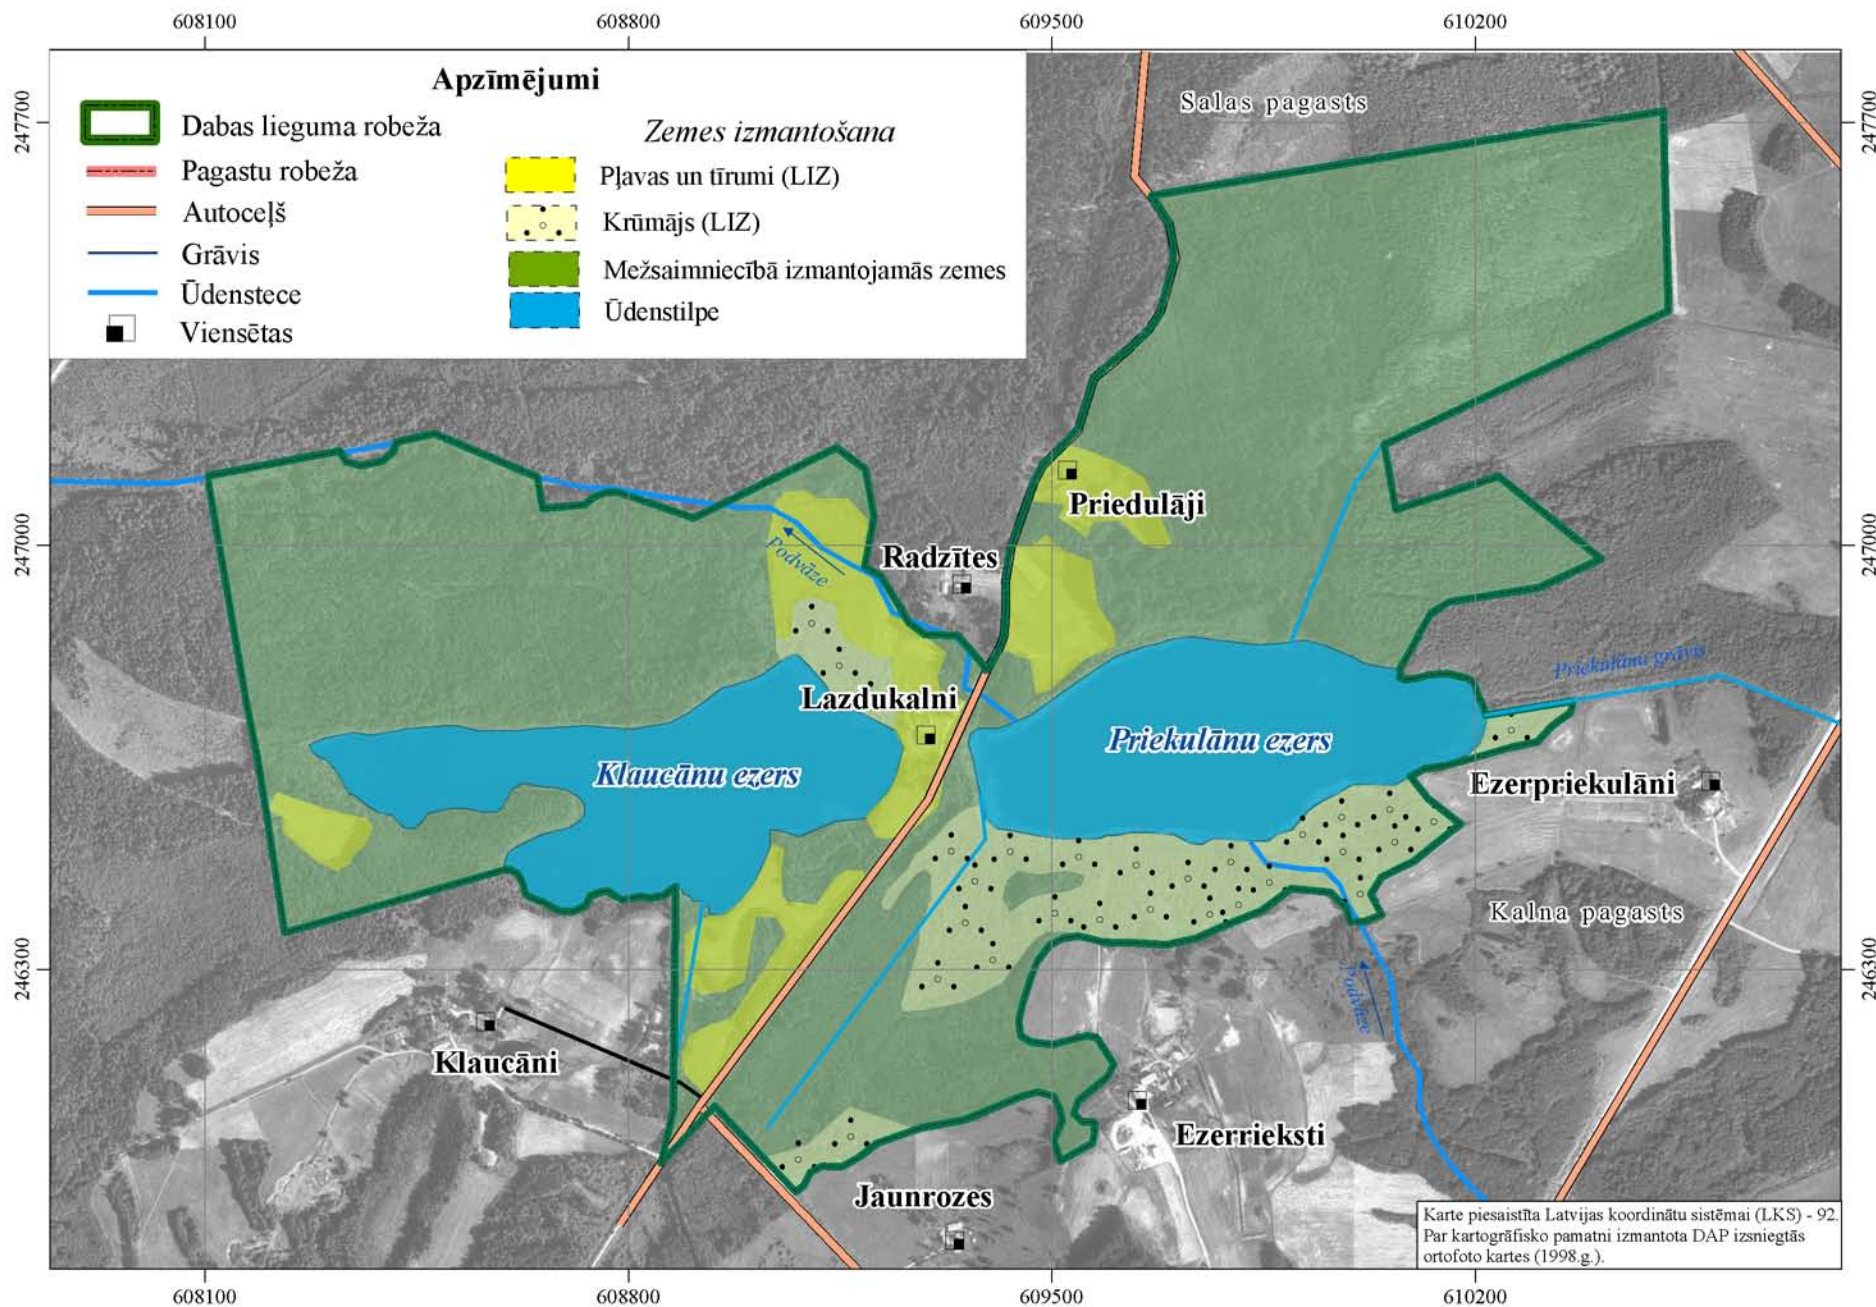 608100 608800 609500 610200
247700 247700
247000 247000
246300 246300
Apzīmējumi
Dabas lieguma robeža
Pagastu robeža
Autoceļš
Grāvis
Ūdenstece
Viensētas
Zemes izmantošana
Pļavas un tīrumi (LIZ)
Krūmājs (LIZ)
Mežsaimniecībā izmantojamās zemes
Ūdenstilpe
Salas pagasts
Priedulāji
Radzītes
Podvāze
Priekulānu grāvis
Lazdukalni
Priekulānu ezers
Klaucānu ezers
Ezerpriekulāni
Kalna pagasts
Podvāze
Klaucāni
Ezerrieksti
Jaunrozes
Karte piesaistīta Latvijas koordinātu sistēmai (LKS) - 92.
Par kartogrāfisko pamatni izmantota DAP izsniegtās
ortofoto kartes (1998.g.).
608100 608800 609500 610200